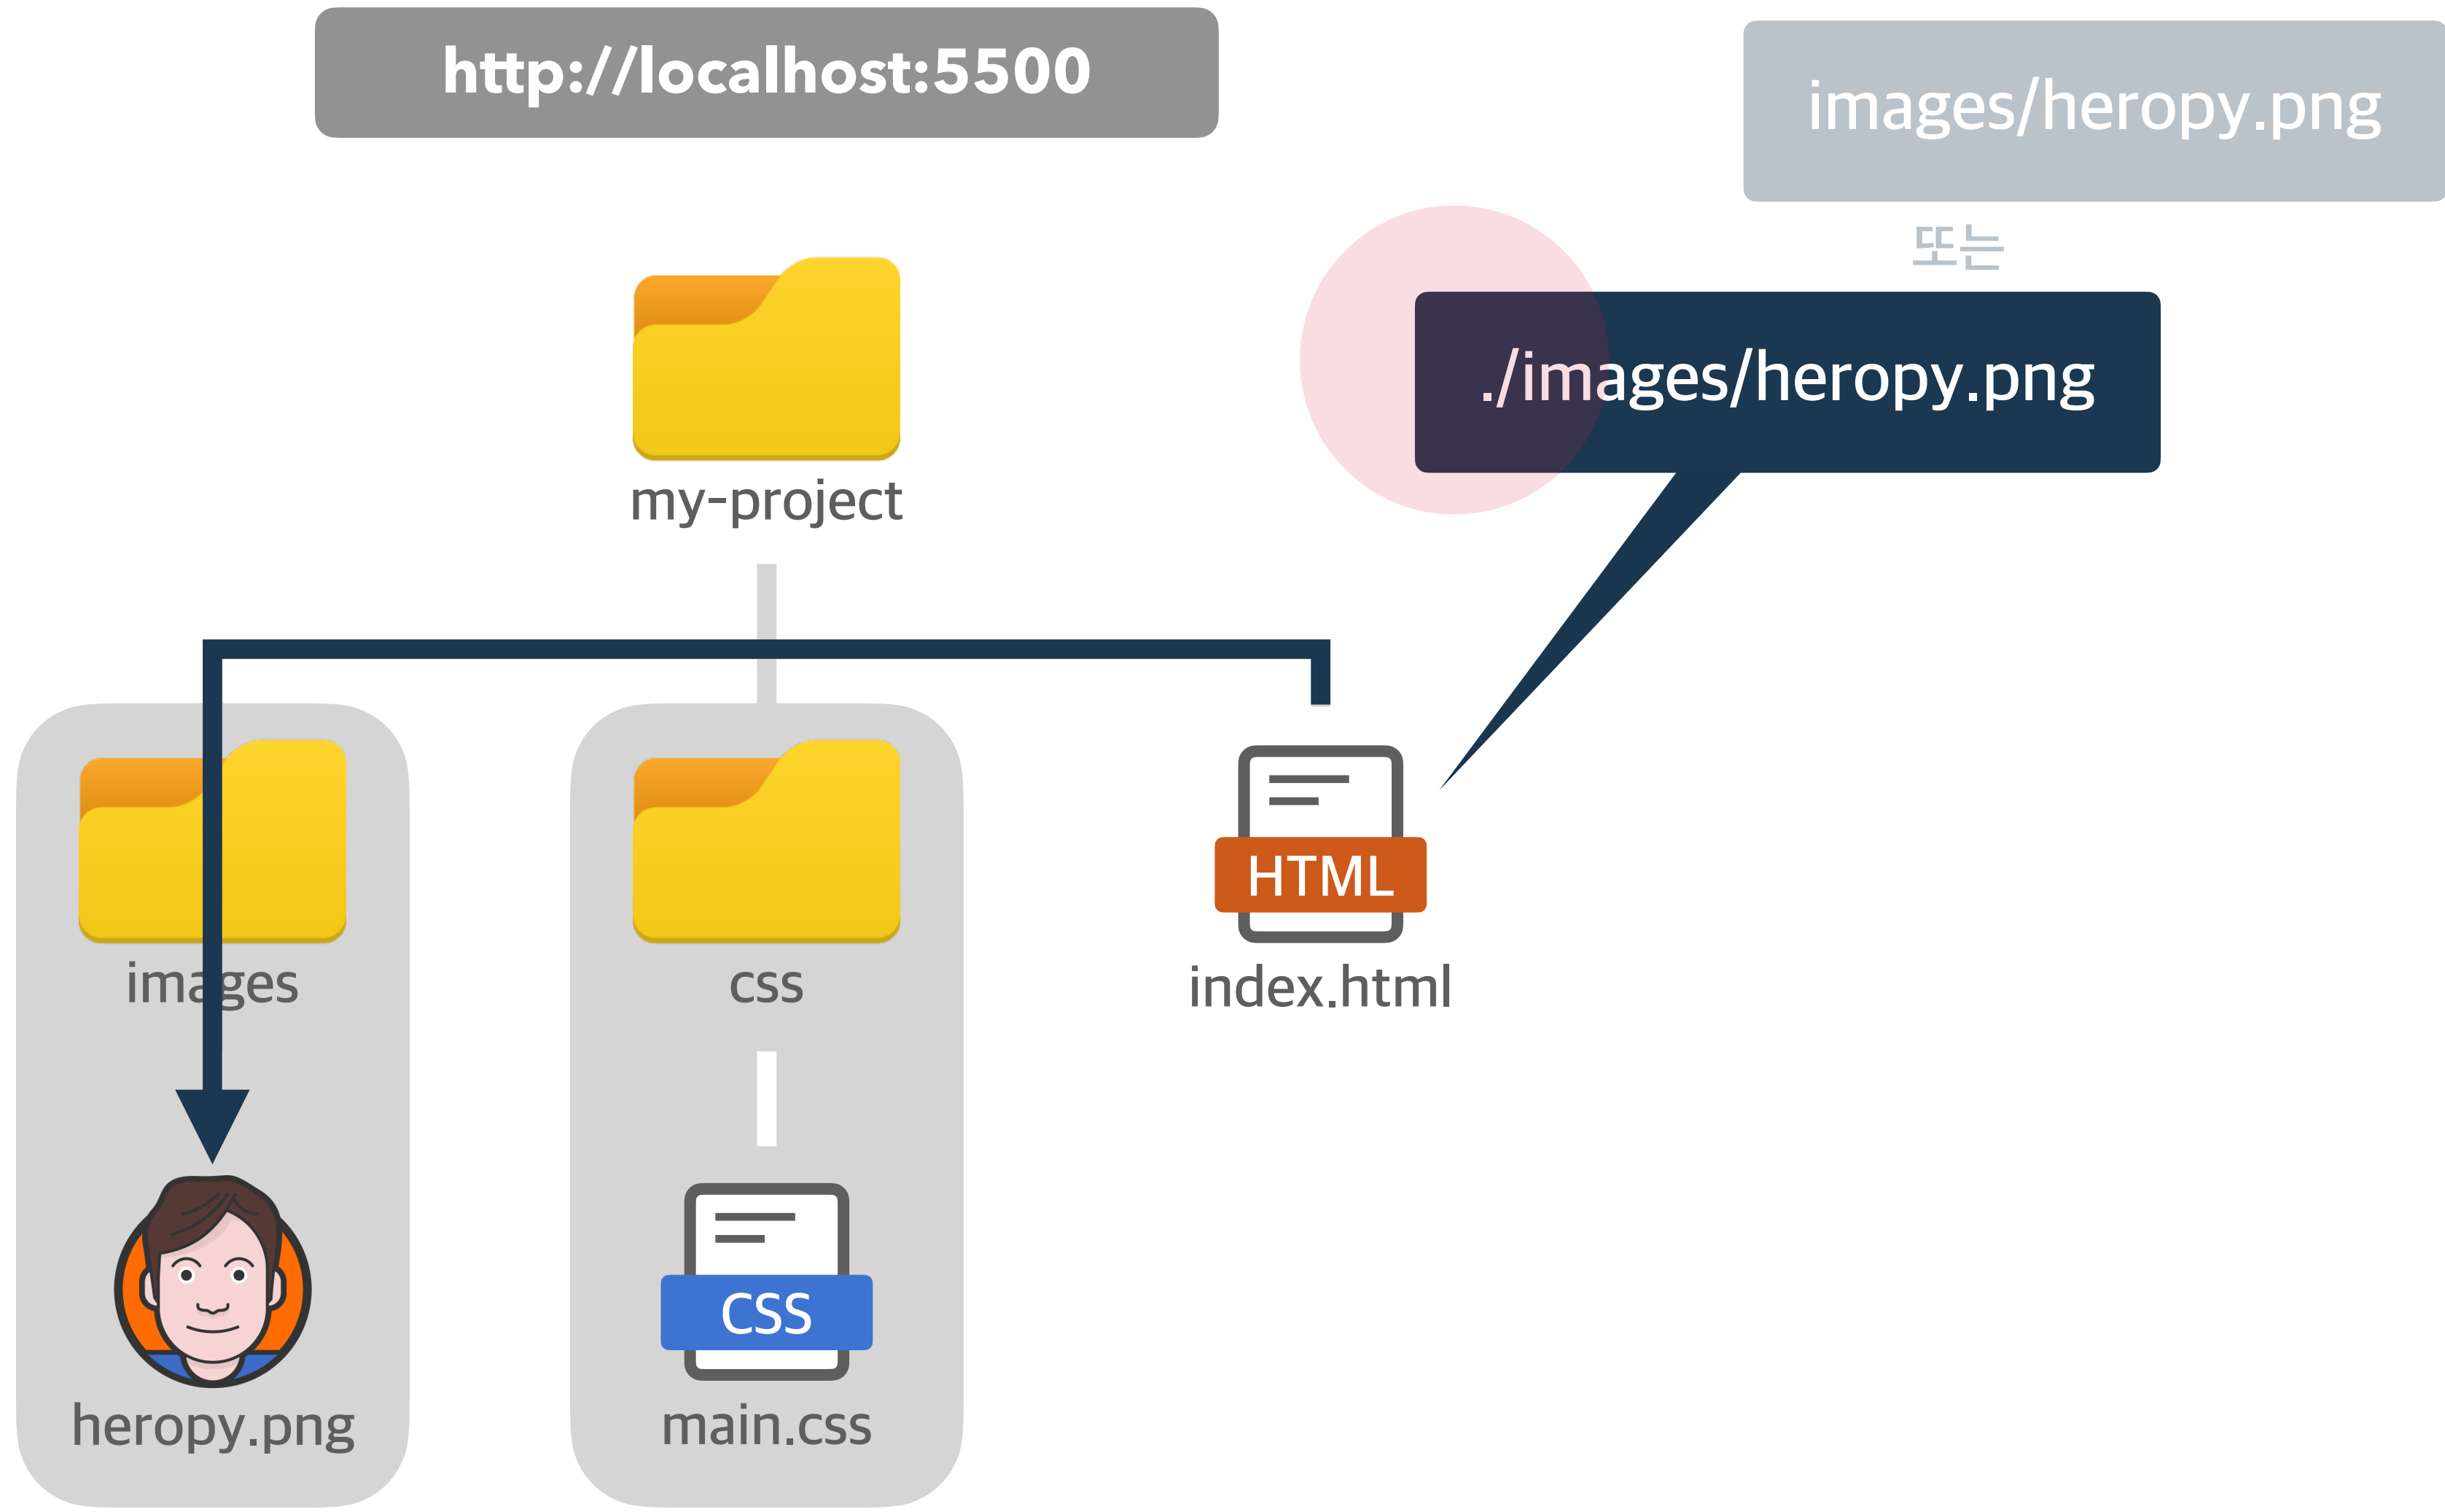 http://localhost:5500
images/heropy.png
또는
./images/heropy.png
my-project
HTML
images
css
index.html
CSS
heropy.png
main.css